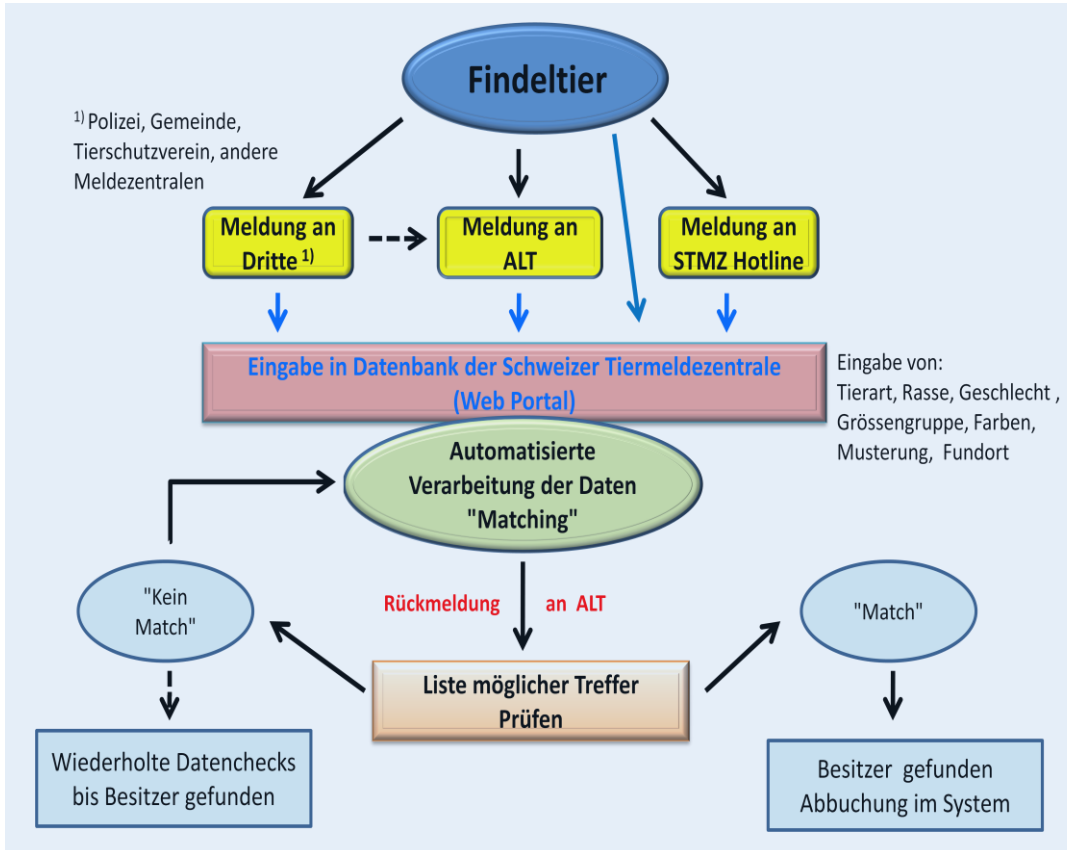 Findeltier
1) Polizei, Gemeinde,
Tierschutzverein, andere
Meldezentralen
Meldung an
Dritte 1)
Meldung an
ALT
Meldung an
STMZ Hotline
Eingabe in Datenbank der Schweizer Tiermeldezentrale
(Web Portal)
Eingabe von:
Tierart, Rasse, Geschlecht ,
Grössengruppe, Farben,
Musterung, Fundort
Automatisierte
Verarbeitung der Daten
"Matching"
Rückmeldung an ALT
"Kein
Match"
"Match"
Liste möglicher Treffer
Prüfen
Wiederholte Datenchecks
bis Besitzer gefunden
Besitzer gefunden
Abbuchung im System